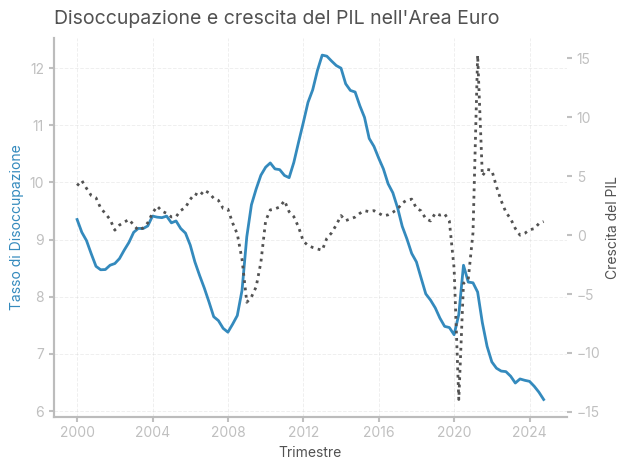 Disoccupazione e crescita del PIL nell'Area Euro
Tasso di Disoccupazione
12
11
10
9
8
7
6
15
10
5
0
−5
−10
−15
Crescita del PIL
2000 2004 2008 2012 2016 2020 2024
Trimestre